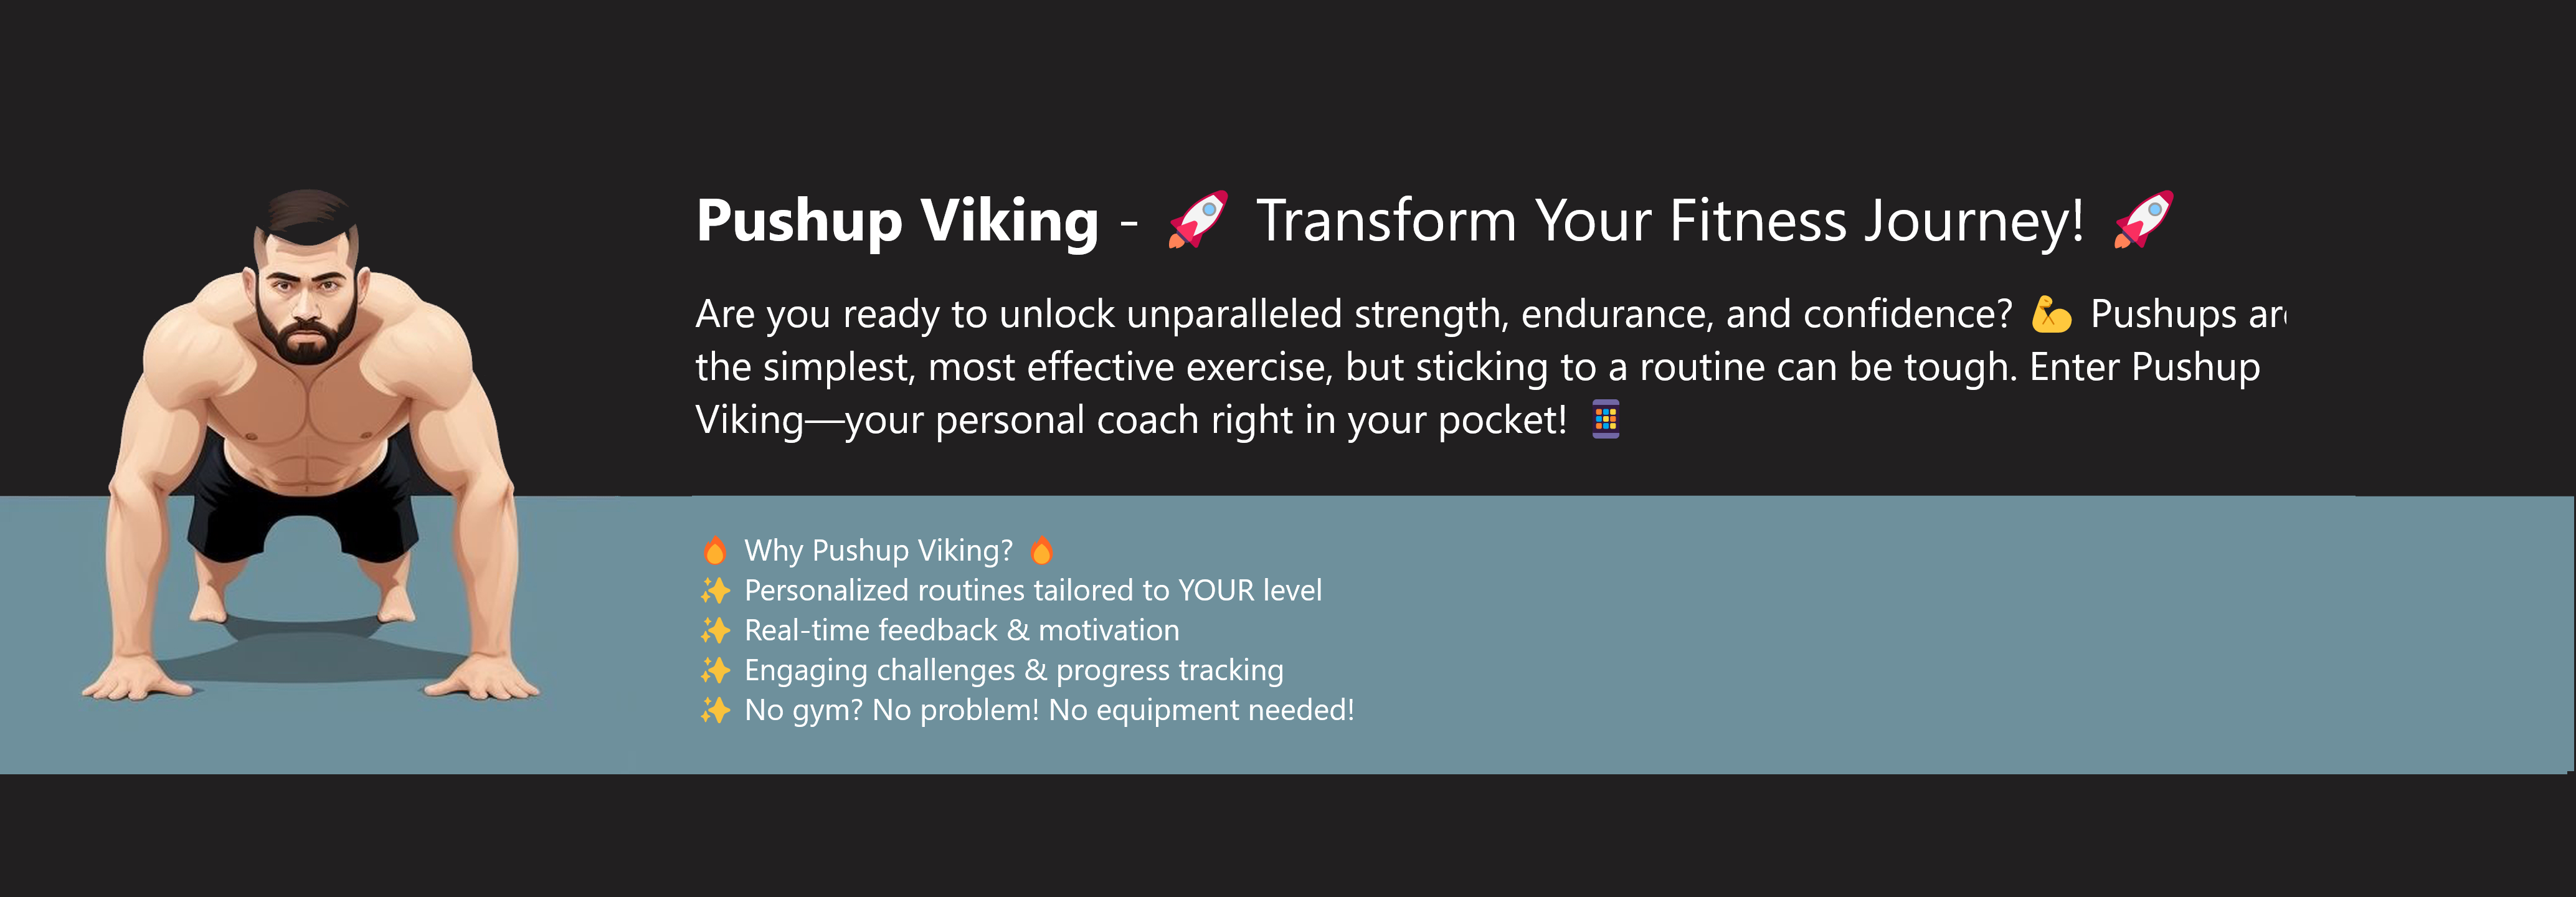 Pushup Viking - 🚀 Transform Your Fitness Journey! 🚀
Are you ready to unlock unparalleled strength, endurance, and confidence? 💪 Pushups are
the simplest, most effective exercise, but sticking to a routine can be tough. Enter Pushup
Viking—your personal coach right in your pocket! 📱
🔥 Why Pushup Viking? 🔥
✨ Personalized routines tailored to YOUR level
✨ Real-time feedback & motivation
✨ Engaging challenges & progress tracking
✨ No gym? No problem! No equipment needed!